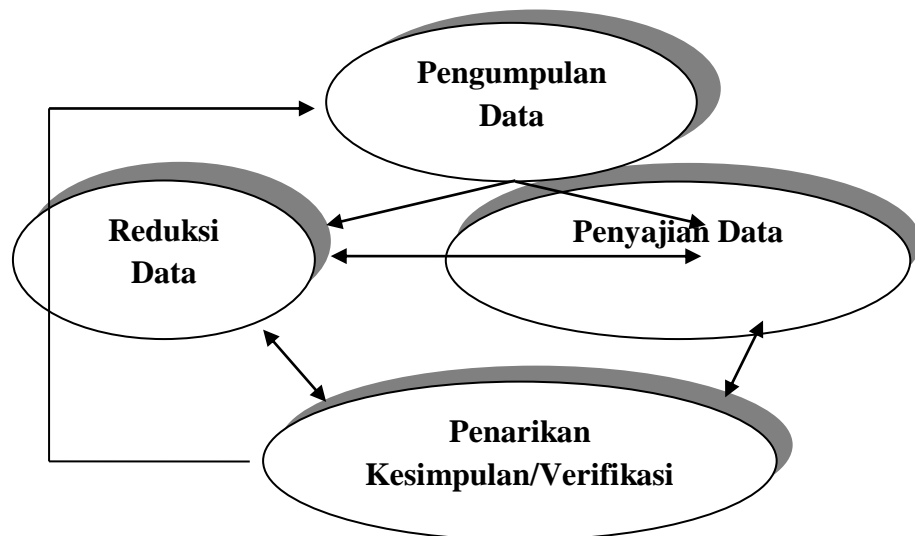 Pengumpulan
Data
Reduksi
Data
Penyajian Data
Penarikan
Kesimpulan/Verifikasi